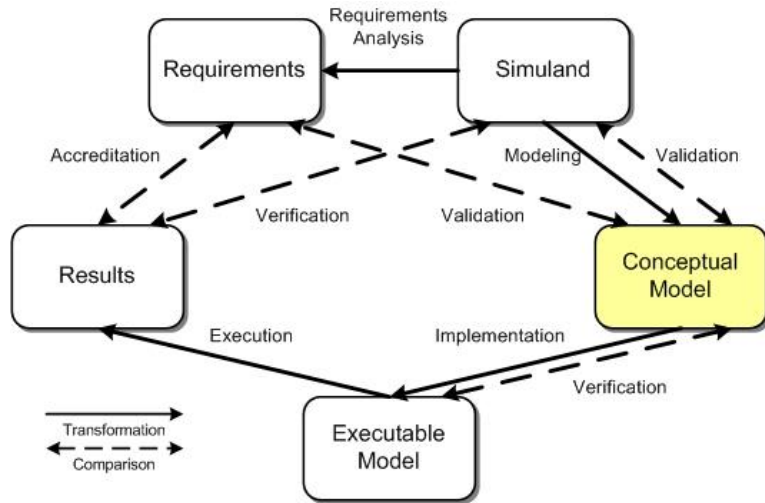 Requirements
Analysis
Requirements
Simuland
Accreditation
Modeling
Validation
Verification
Validation
Results
Conceptual
Model
Execution
Implementation
Verification
Transformation
Comparison
Executable
Model